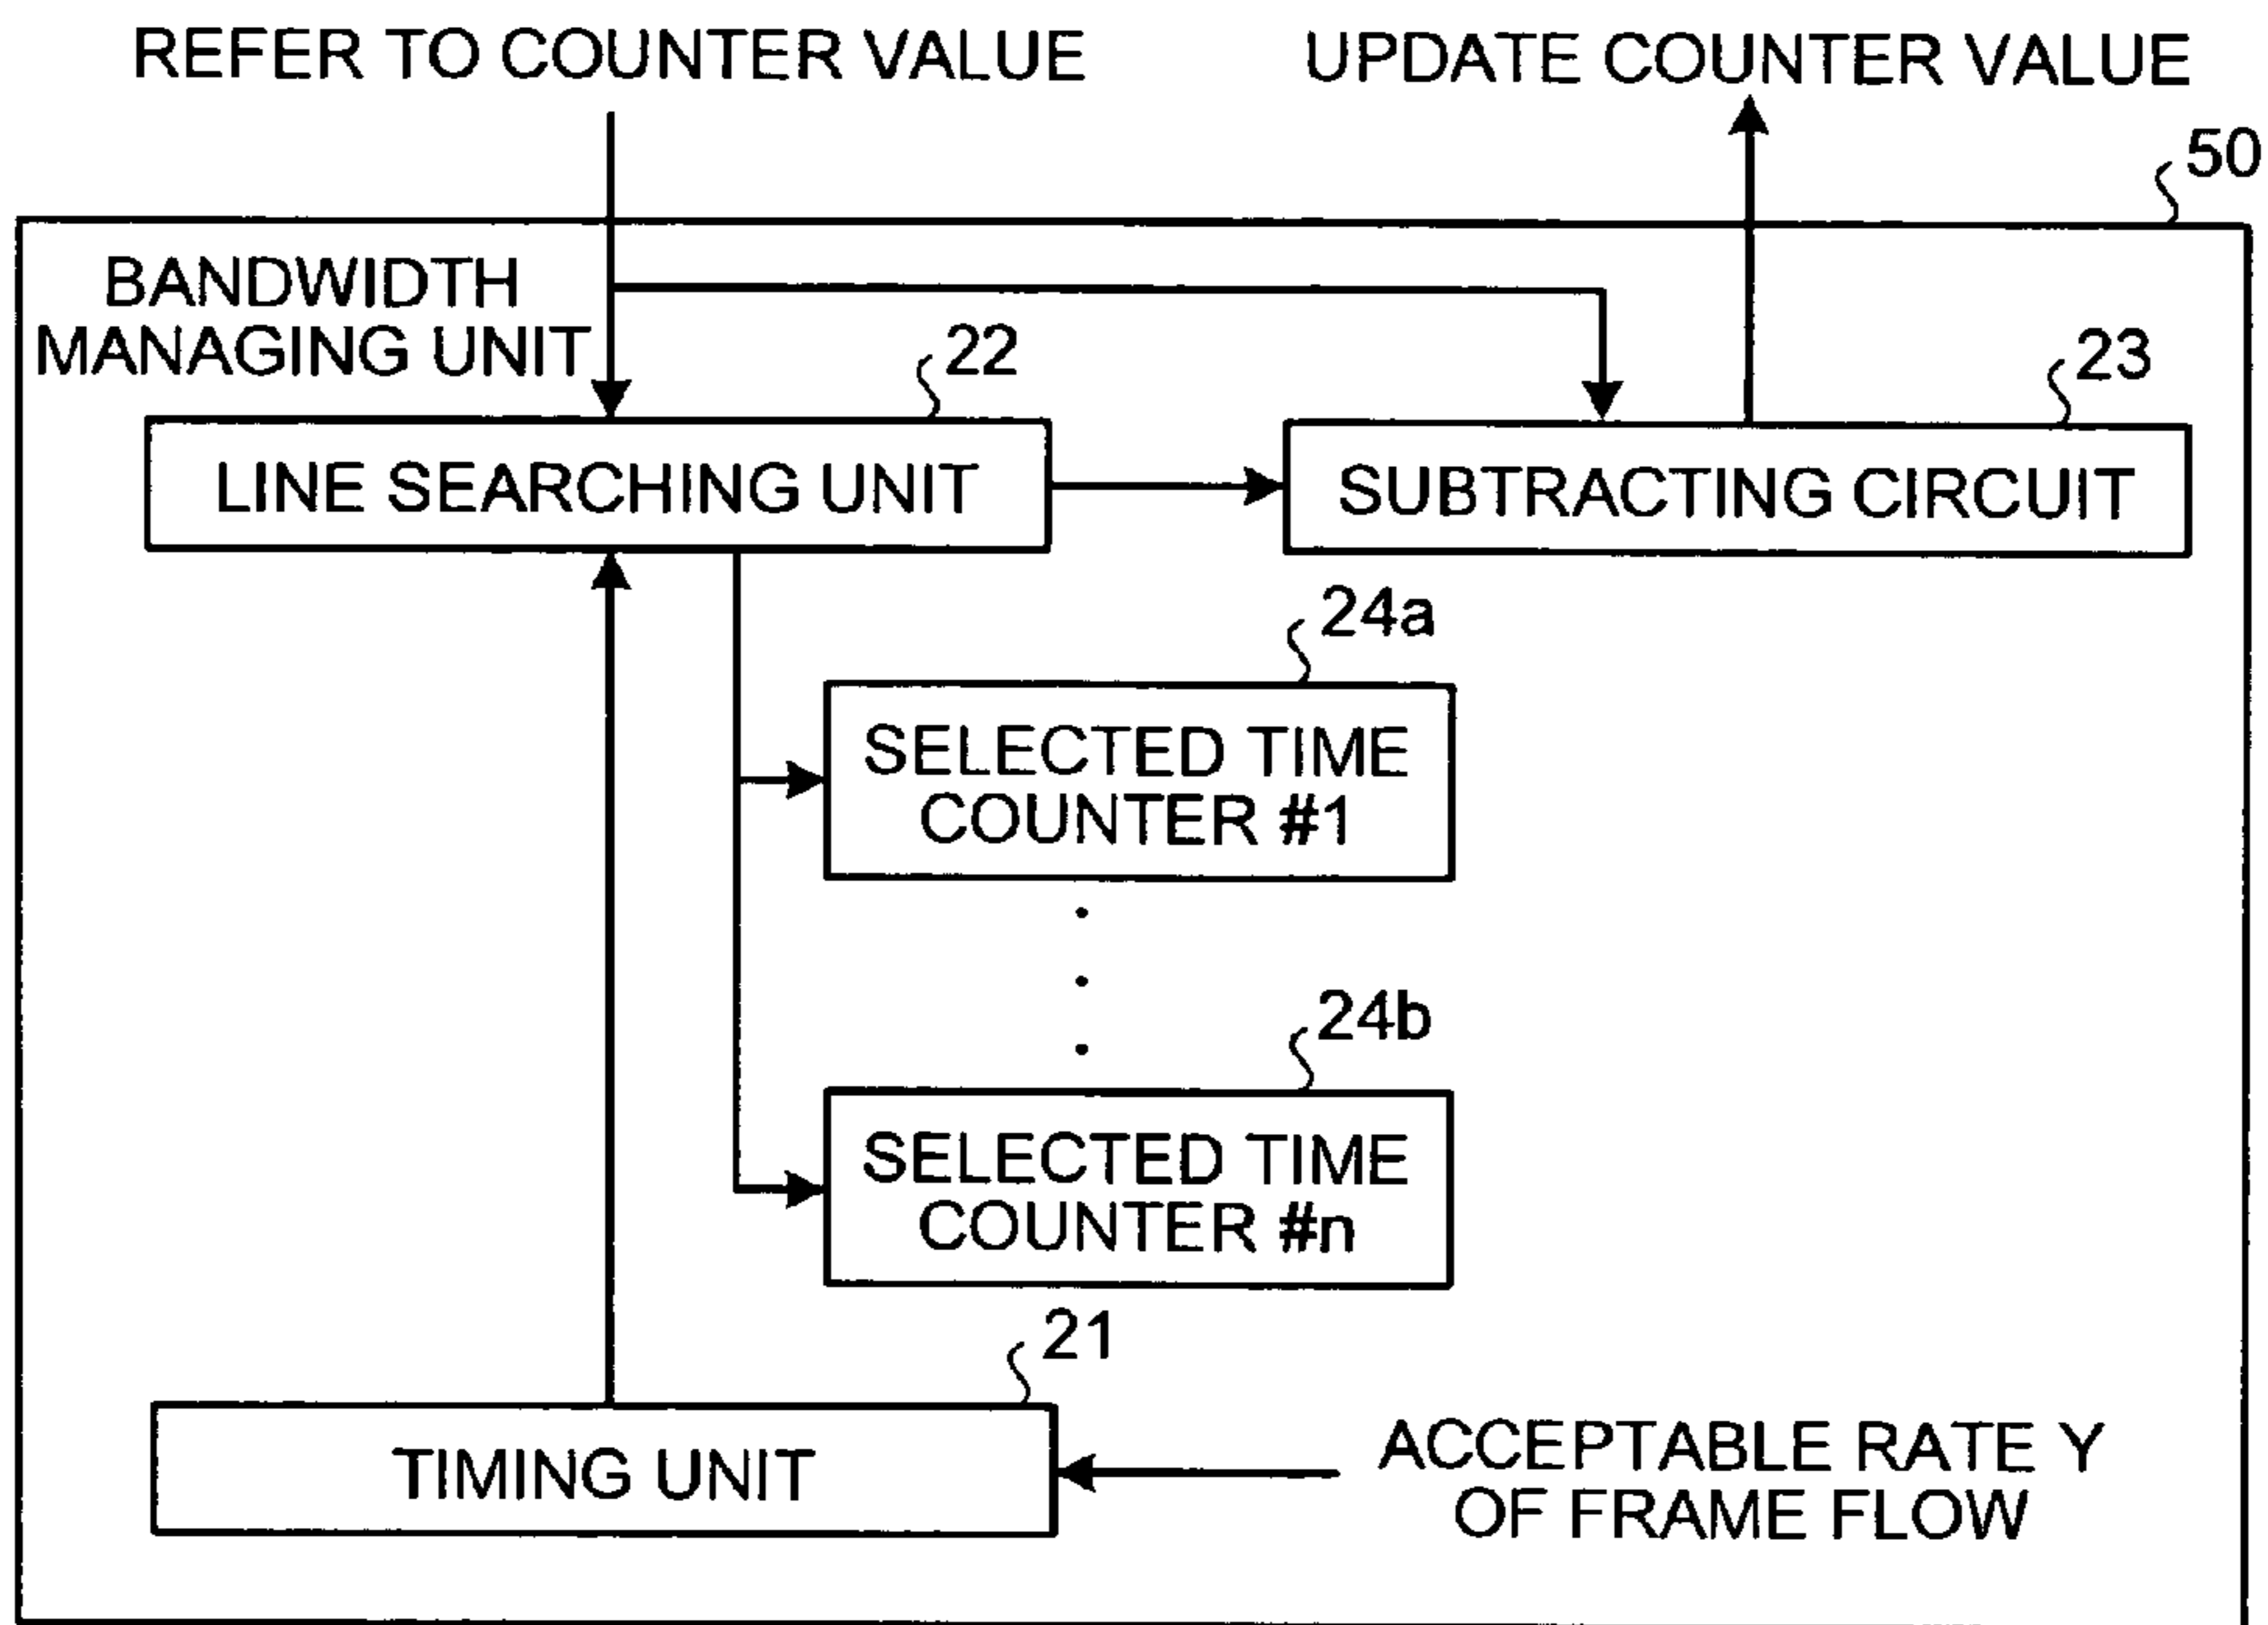 REFER TO COUNTER VALUE
UPDATE COUNTER VALUE
50
BANDWIDTH
MANAGING UNIT
22
23
LINE SEARCHING UNIT
SUBTRACTING CIRCUIT
24a
SELECTED TIME
COUNTER #1
24b
SELECTED TIME
COUNTER #n
21
TIMING UNIT
ACCEPTABLE RATE Y
OF FRAME FLOW